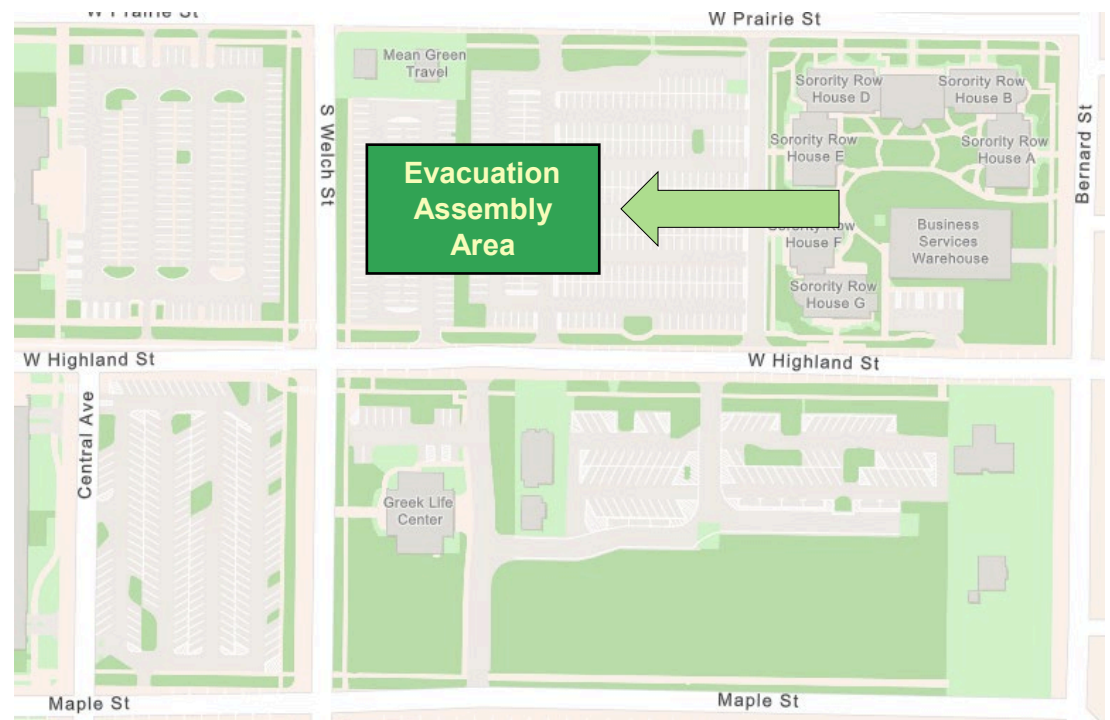 W Prairie St
W Prairie St
Mean Green
Travel
Sorority Row
House D
Sorority Row
House B
S Welch St
Sorority Row
House E
Sorority Row
House A
Bernard St
Evacuation
Assembly
Area
Sorority Row
House F
Business
Services
Warehouse
Sorority Row
House G
W Highland St
W Highland St
Central Ave
Greek Life
Center
Maple St
Maple St